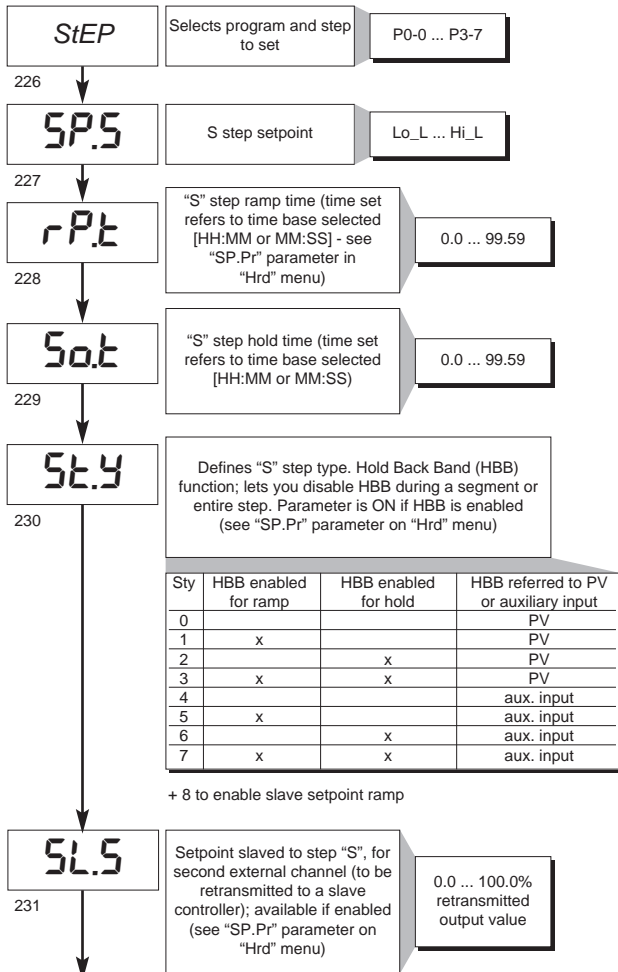 StEP
Selects program and step
to set
P0-0 ... P3-7
226
SP.S
S step setpoint
Lo_L ... Hi_L
227
rP.t
“S” step ramp time (time set
refers to time base selected
[HH:MM or MM:SS] - see
“SP.Pr” parameter in
“Hrd” menu)
0.0 ... 99.59
228
So.t
“S” step hold time (time set
refers to time base selected
[HH:MM or MM:SS)
0.0 ... 99.59
229
St.y
Defines “S” step type. Hold Back Band (HBB)
function; lets you disable HBB during a segment or
entire step. Parameter is ON if HBB is enabled
(see “SP.Pr” parameter on “Hrd” menu)
230
Sty HBB enabled for ramp HBB enabled for hold HBB referred to PV or auxiliary input
0 PV
1 x PV
2 x PV
3 x x PV
4 aux. input
5 x aux. input
6 x aux. input
7 x x aux. input
+ 8 to enable slave setpoint ramp
SL.S
Setpoint slaved to step “S”, for
second external channel (to be
retransmitted to a slave
controller); available if enabled
(see “SP.Pr” parameter on
“Hrd” menu)
0.0 ... 100.0%
retransmitted
output value
231